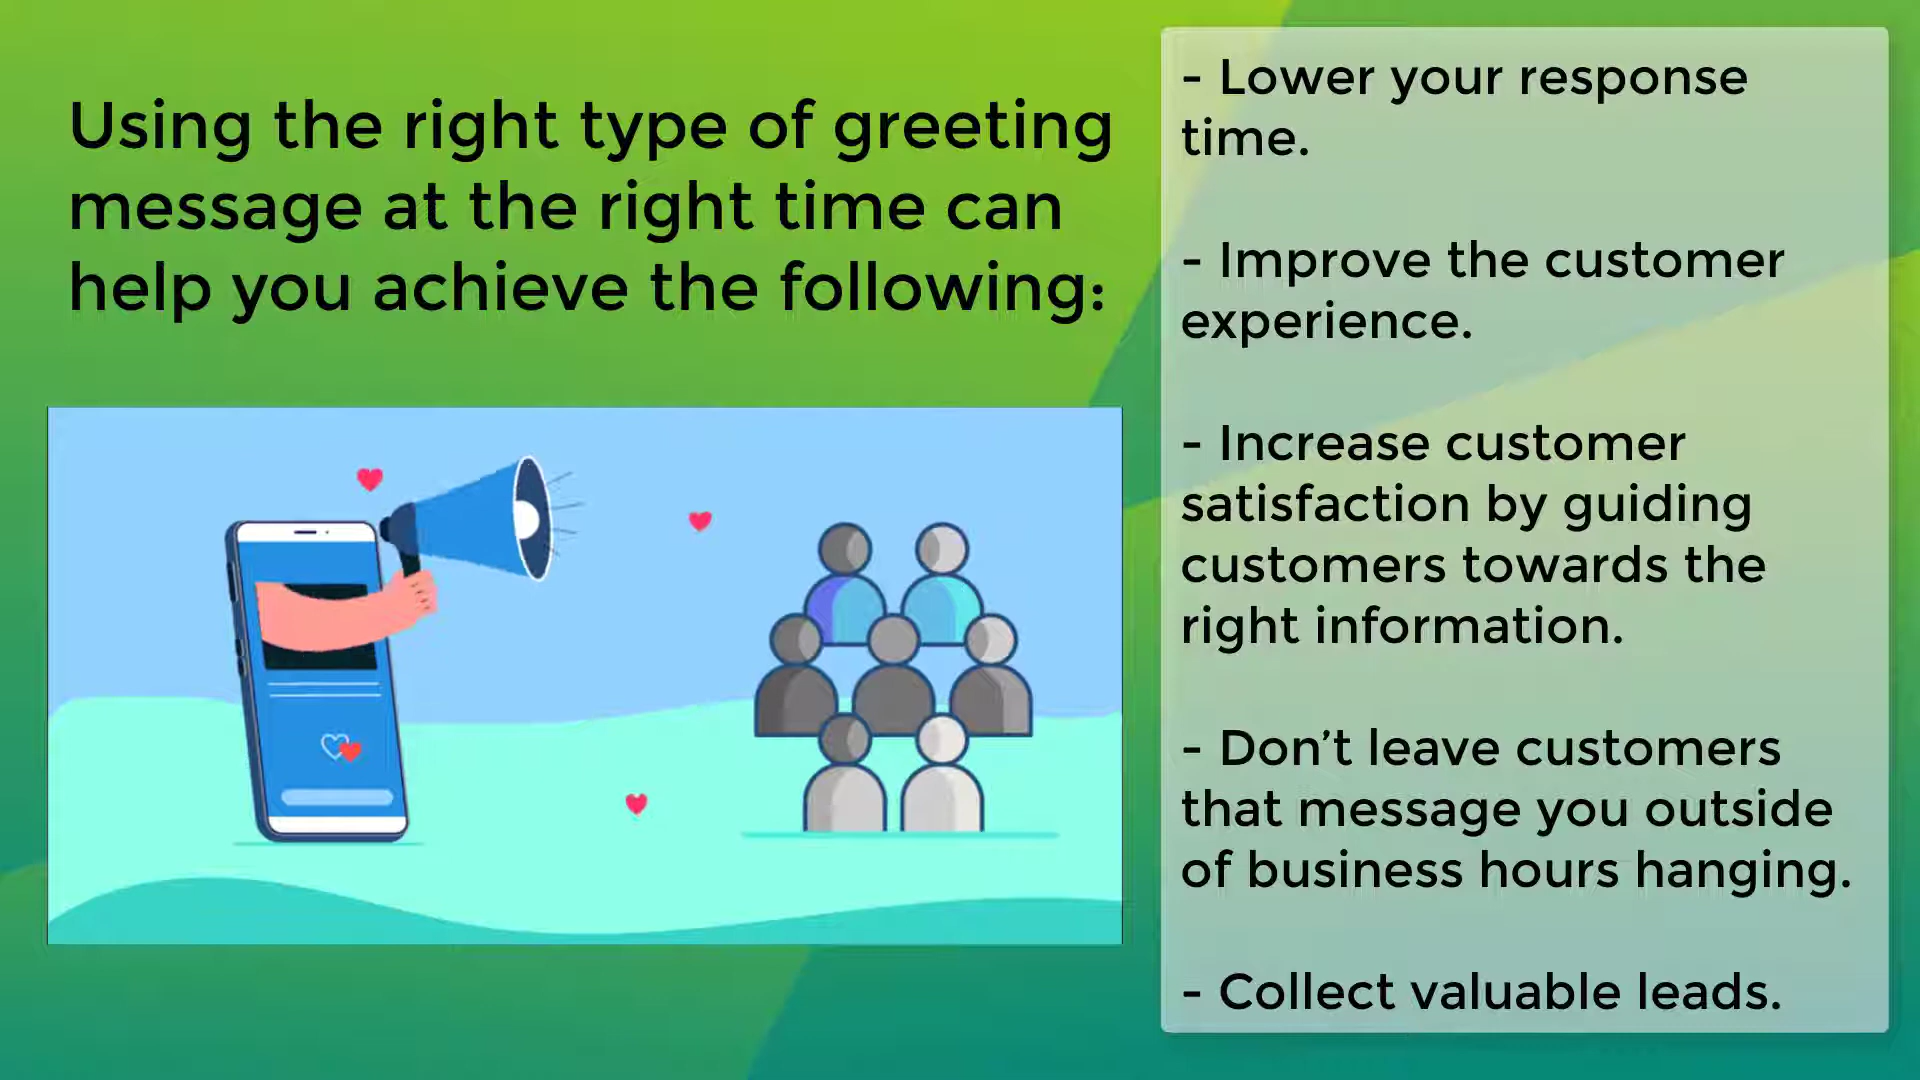 Using the right type of greeting
message at the right time can
help you achieve the following:
- Lower your response
time.
- Improve the customer
experience.
- Increase customer
satisfaction by guiding
customers towards the
right information.
- Don’t leave customers
that message you outside
of business hours hanging.
- Collect valuable leads.